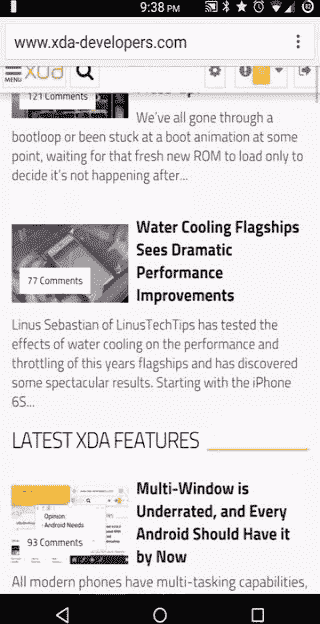 9:38 PM
www.xda-developers.com
MENU
xda
121 Comments
We've all gone through a
bootloop or been stuck at a boot animation at some
point, waiting for that fresh new ROM to load only to
decide it's not happening after...
Water Cooling Flagships
Sees Dramatic
Performance
Improvements
77 Comments
Linus Sebastian of LinusTechTips has tested the
effects of water cooling on the performance and
throttling of this years flagships and has discovered
some spectacular results. Starting with the iPhone
6S...
LATEST XDA FEATURES
Multi-Window is
Underrated, and Every
Android Should Have it
by Now
Opinion
Android Needs
93 Comments
All modern phones have multi-tasking capabilities,